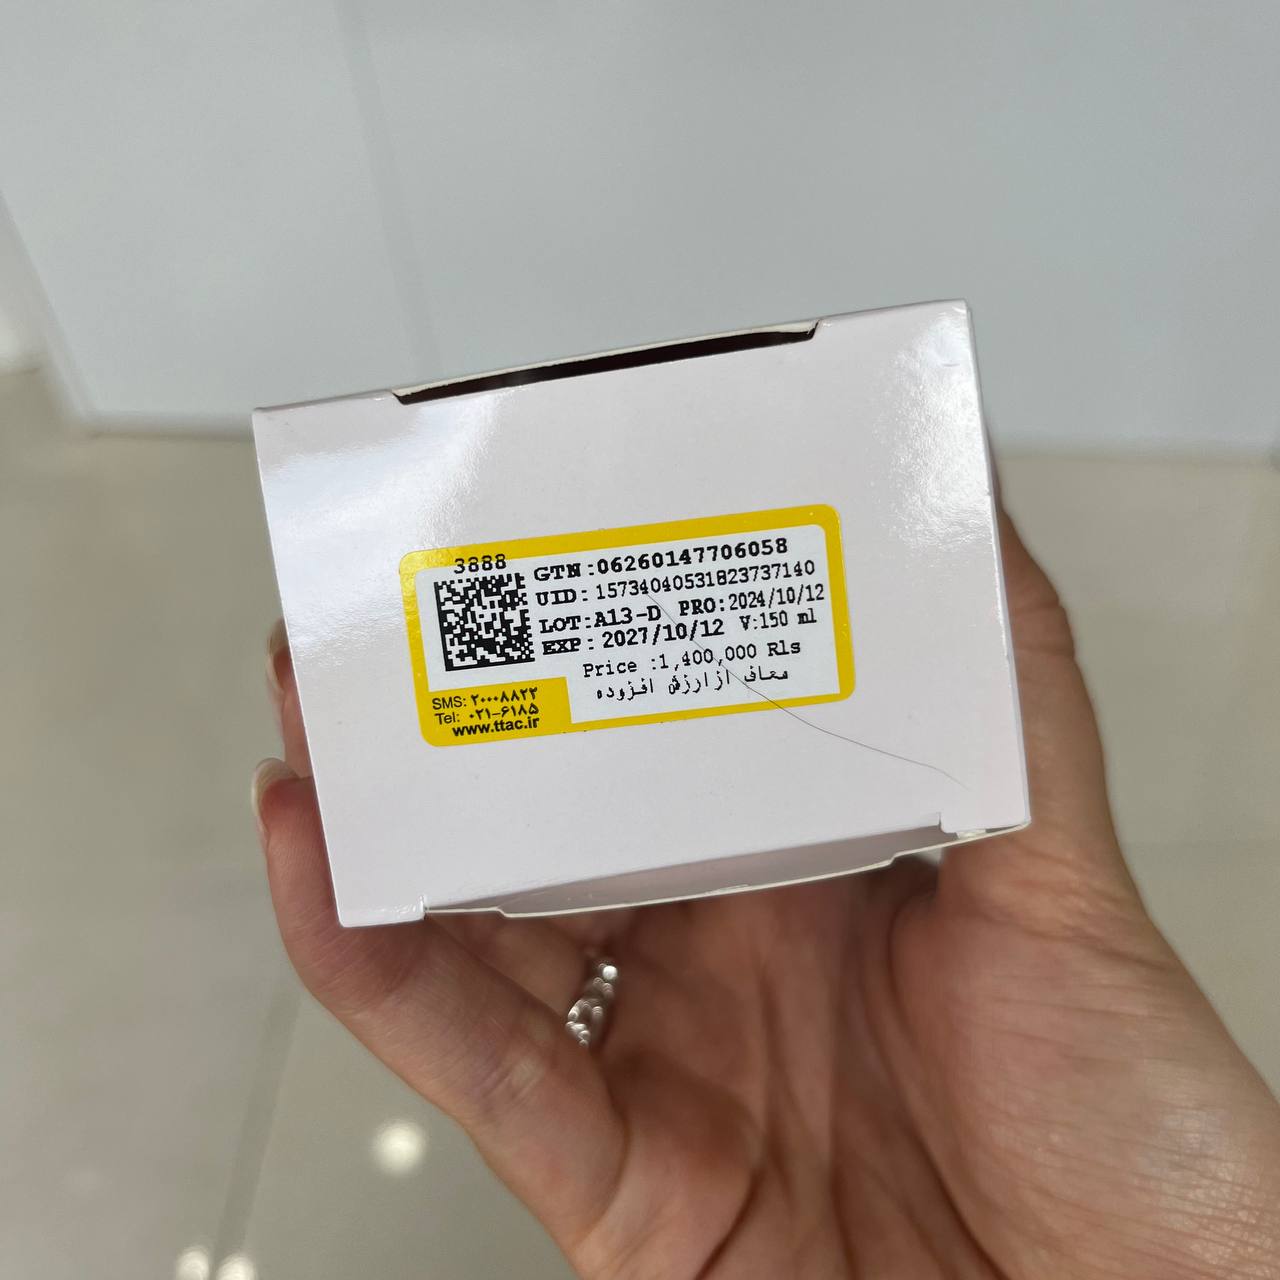 3888
GTN:06260147706058
UID:15734040531823737140
LOT:A13-D PRO:2024/10/12
EXP: 2027/10/12 V:150 ml
Price :1,400,000 Rls
معاف ازارزش افزوده
SMS: ۲۰۰۰۸۸۲۲
Tel: ۰۲۱-۶۱۸۵
www.ttac.ir